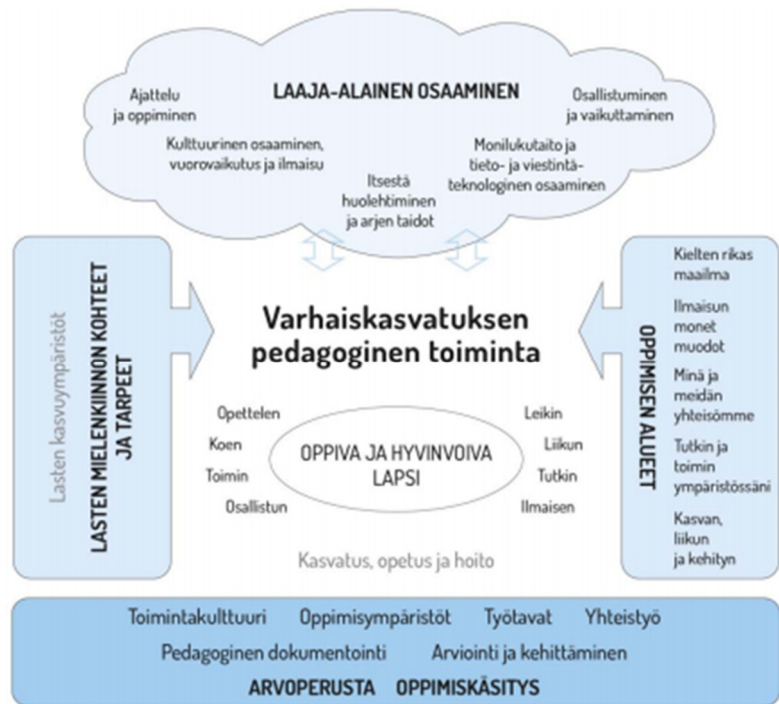 LAAJA-ALAINEN OSAAMINEN
Ajattelu
ja oppiminen
Kulttuurinen osaaminen,
vuorovaikutus ja ilmaisu
Itsestä
huolehtiminen
ja arjen taidot
Monilukutaito ja
tieto- ja viestintä-
teknologinen osaaminen
Osallistuminen
ja vaikuttaminen
Lasten kasvuympäristöt
LASTEN MIELENKIINNON KOHTEET
JA TARPEET
Varhaiskasvatuksen
pedagoginen toiminta
Opettelen
Koen
Toimin
Osallistun
OPPIVA JA HYVINVOIVA
LAPSI
Leikin
Liikun
Tutkin
Ilmaisen
Kasvatus, opetus ja hoito
OPPIMISEN ALUEET
Kielten rikas
maailma
Ilmaisun
monet
muodot
Minä ja
meidän
yhteisömme
Tutkin ja
toimin
ympäristössäni
Kasvan,
liikun
ja kehityn
Toimintakulttuuri Oppimisympäristöt Työtavat Yhteistyö
Pedagoginen dokumentointi Arviointi ja kehittäminen
ARVOPERUSTA OPPIMISKÄSITYS